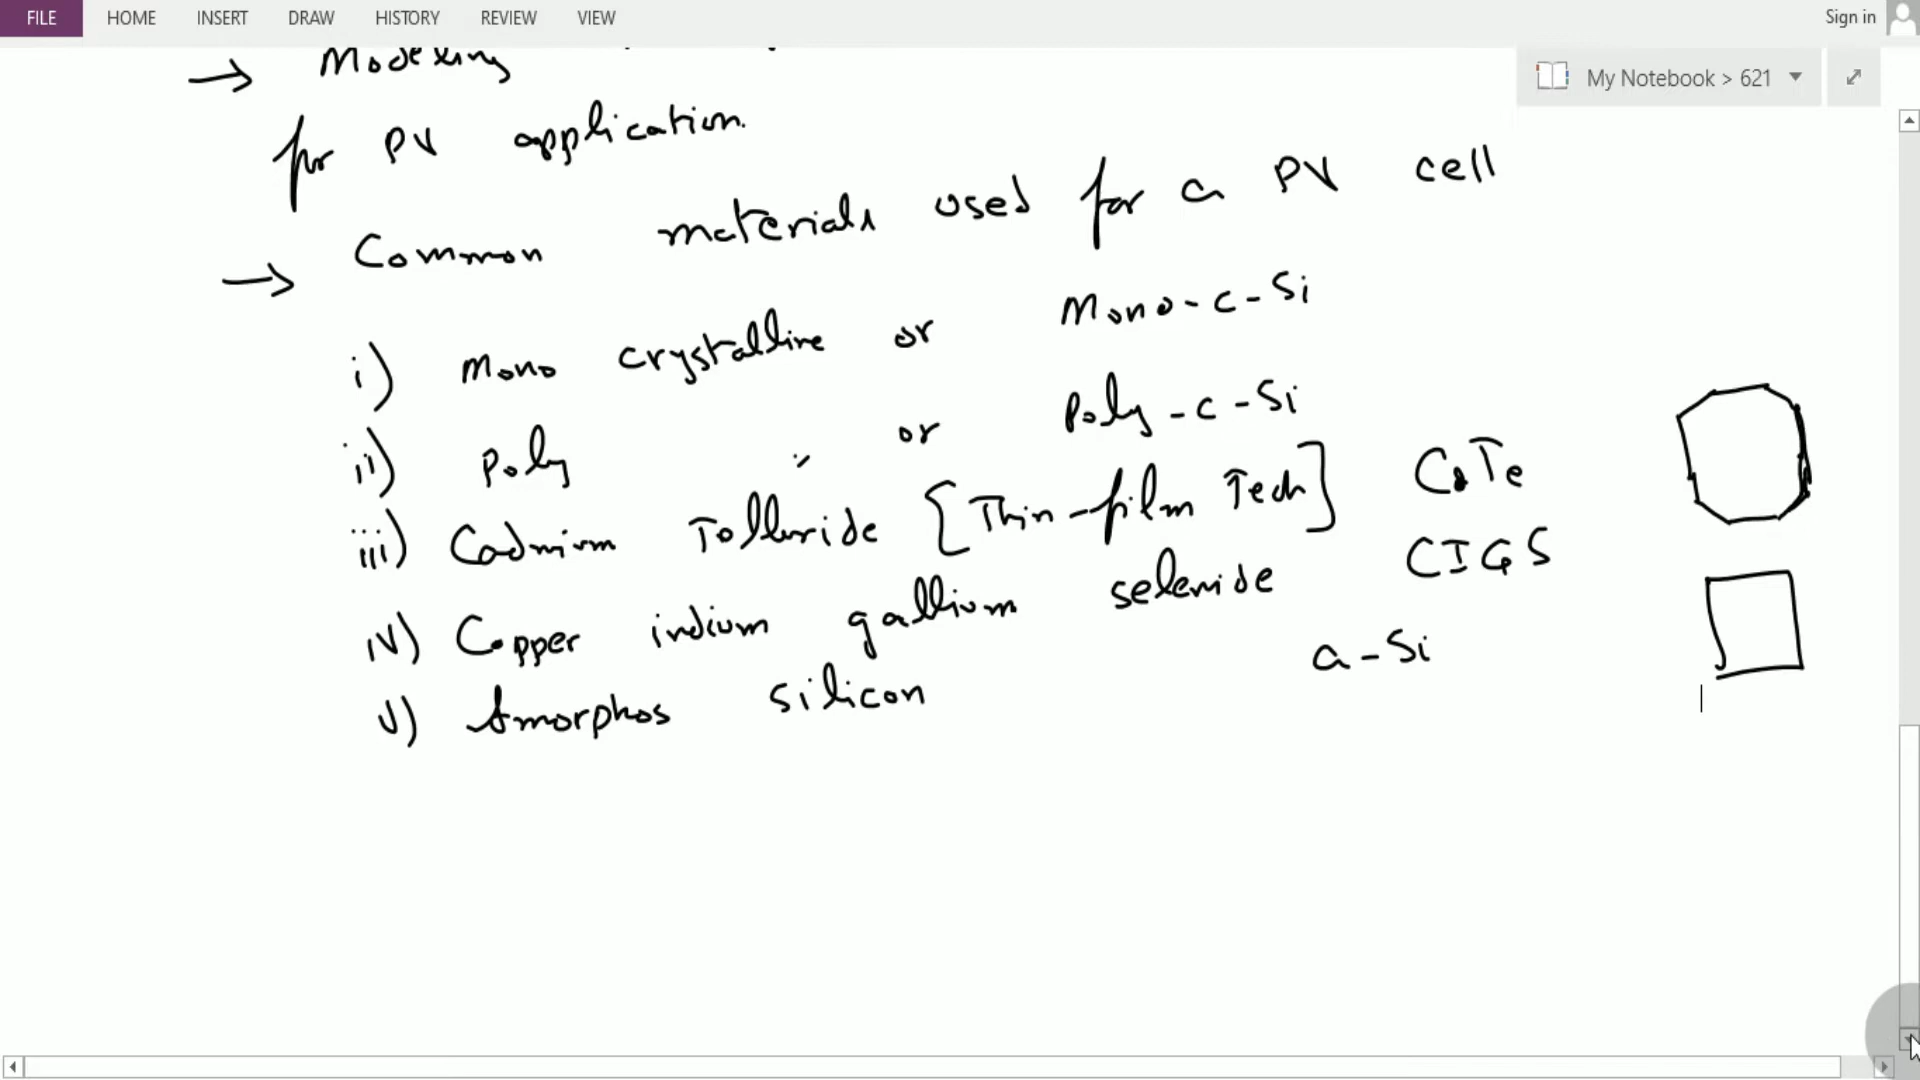 FILE HOME INSERT DRAW HISTORY REVIEW VIEW Sign in
My Notebook > 621
→ Modeling
for PV application.
→ Common materials used for a PV cell
i) Mono crystalline or Mono-c-Si
ii) Poly " or Poly-c-Si
iii) Cadmium Tolluride [Thin-film Tech] CdTe
iv) Copper indium gallium selenide CIGS
v) Amorphos silicon a-Si